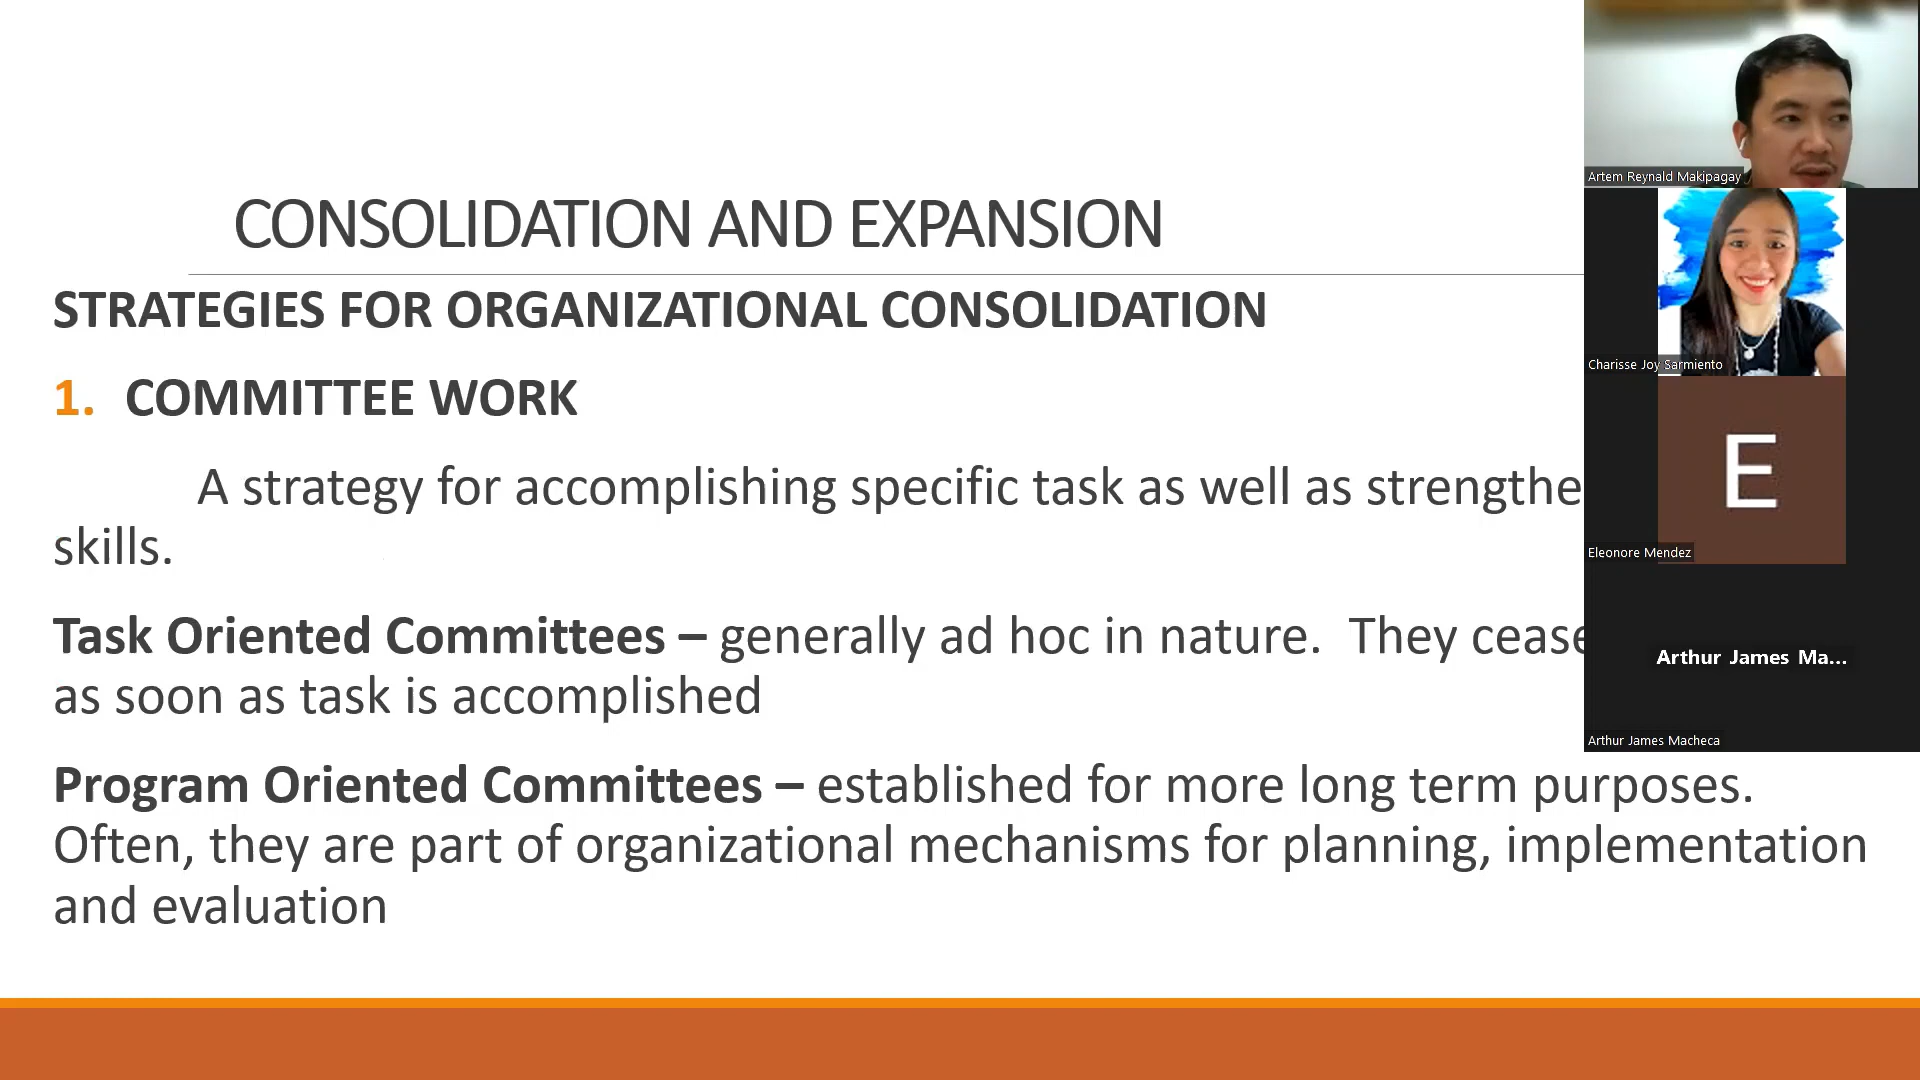 CONSOLIDATION AND EXPANSION
STRATEGIES FOR ORGANIZATIONAL CONSOLIDATION
1. COMMITTEE WORK
A strategy for accomplishing specific task as well as
skills.
Task Oriented Committees – generally ad hoc in nature. They cease
as soon as task is accomplished
Program Oriented Committees – established for more long term purposes.
Often, they are part of organizational mechanisms for planning, implementation
and evaluation
Artem Reynald Makipagay
Charisse Joy Sarmiento
E
Eleonore Mendez
Arthur James Ma...
Arthur James Macheca